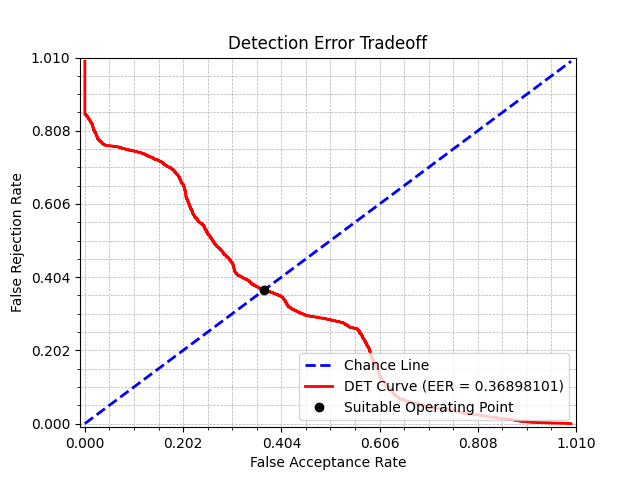 Detection Error Tradeoff
1.010
0.808
0.606
0.404
0.202
0.000
False Rejection Rate
Chance Line
DET Curve (EER = 0.36898101)
Suitable Operating Point
0.000 0.202 0.404 0.606 0.808 1.010
False Acceptance Rate